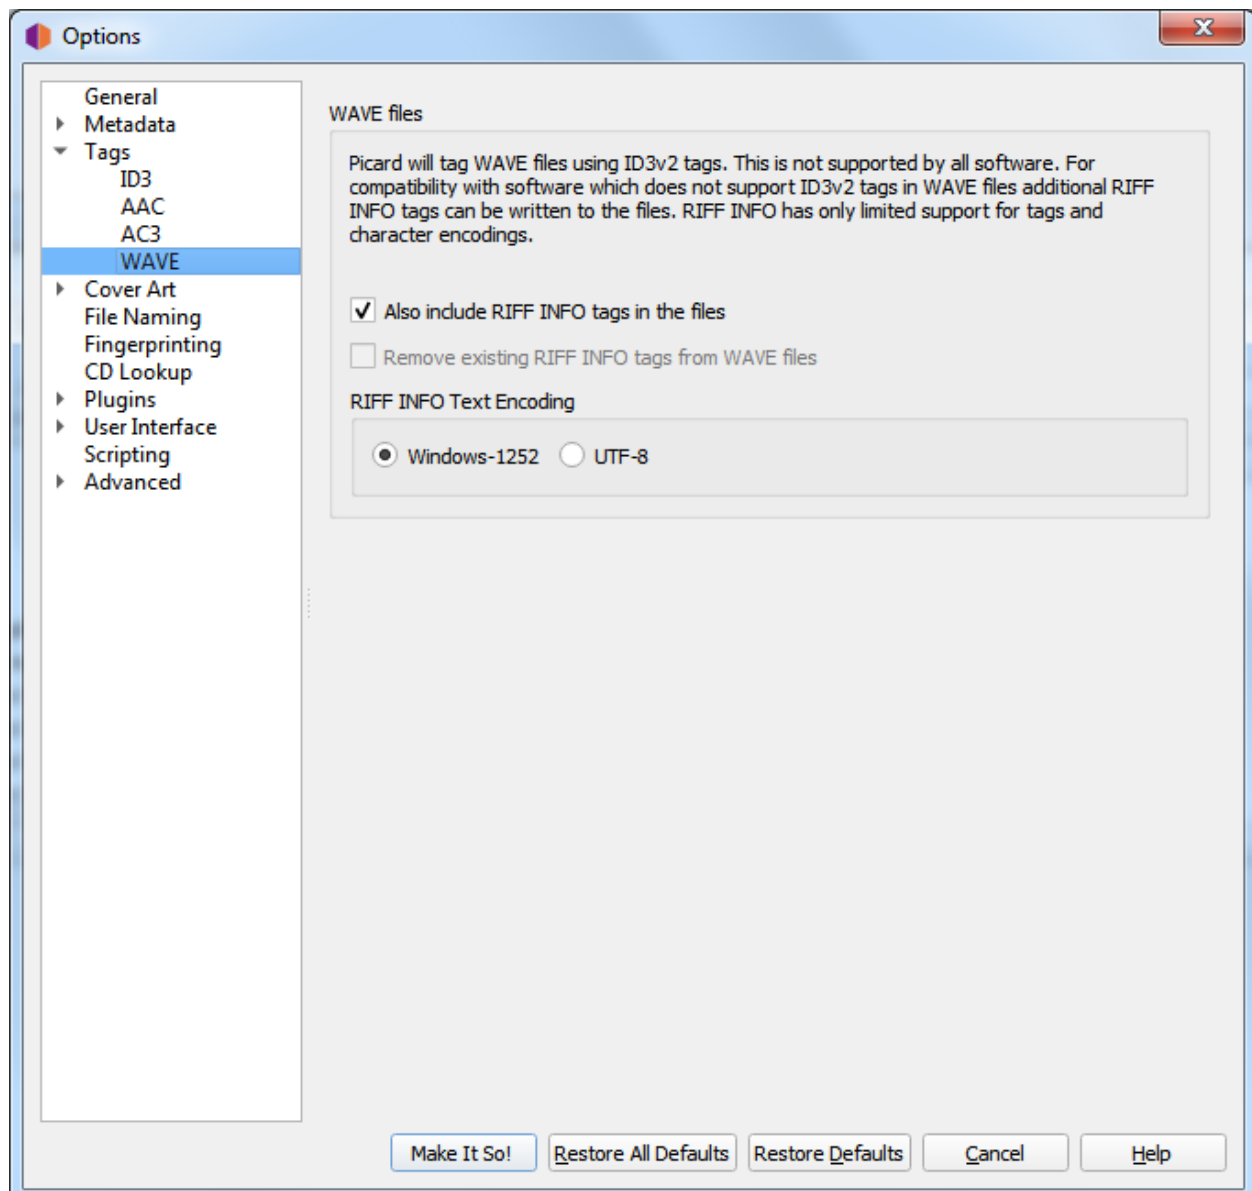 Options
General
Metadata
Tags
ID3
AAC
AC3
WAVE
Cover Art
File Naming
Fingerprinting
CD Lookup
Plugins
User Interface
Scripting
Advanced
WAVE files
Picard will tag WAVE files using ID3v2 tags. This is not supported by all software. For
compatibility with software which does not support ID3v2 tags in WAVE files additional RIFF
INFO tags can be written to the files. RIFF INFO has only limited support for tags and
character encodings.
Also include RIFF INFO tags in the files
Remove existing RIFF INFO tags from WAVE files
RIFF INFO Text Encoding
Windows-1252 UTF-8
Make It So! Restore All Defaults Restore Defaults Cancel Help